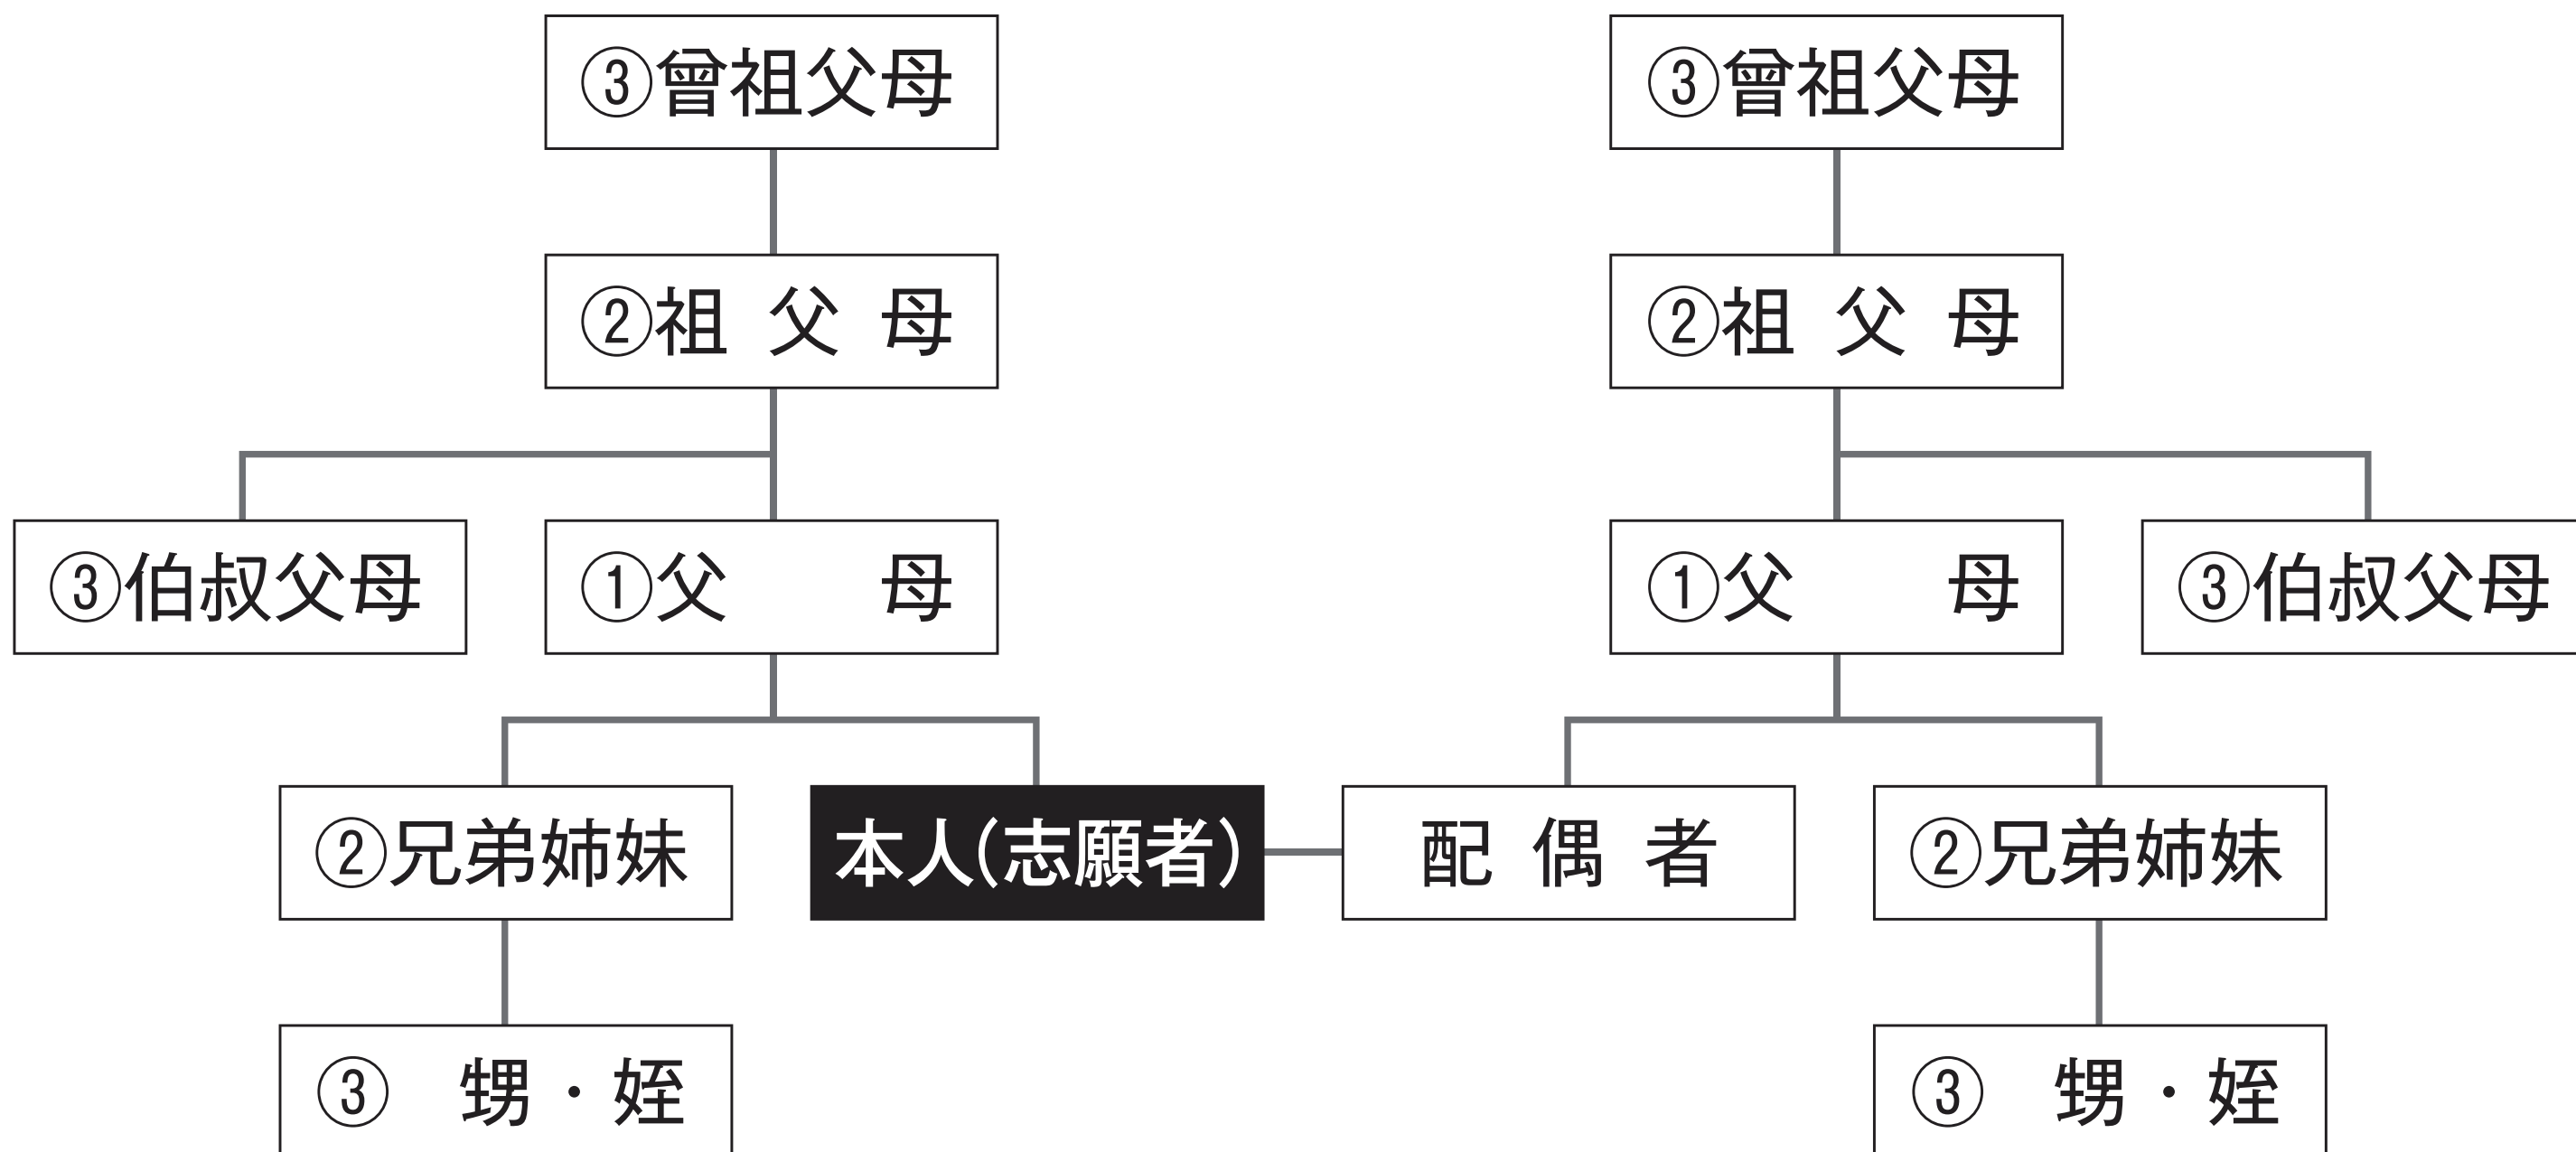 ③曾祖父母
③曾祖父母
②祖 父 母
②祖 父 母
③伯叔父母
①父 母
①父 母
③伯叔父母
②兄弟姉妹
本人(志願者)
配 偶 者
②兄弟姉妹
③ 甥・姪
③ 甥・姪